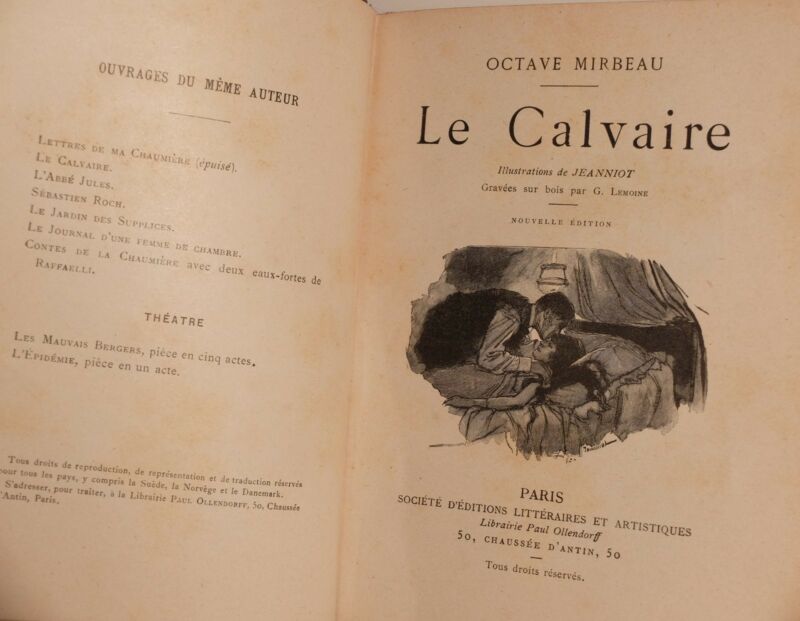 OUVRAGES DU MÊME AUTEUR
LETTRES DE MA CHAUMIÈRE (épuisé).
LE CALVAIRE.
L'ABBÉ JULES.
SÉBASTIEN ROCH.
LE JARDIN DES SUPPLICES.
LE JOURNAL D'UNE FEMME DE CHAMBRE.
CONTES DE LA CHAUMIÈRE avec deux eaux-fortes de
RAFFAELLI.
THÉATRE
LES MAUVAIS BERGERS, pièce en cinq actes.
L'ÉPIDÉMIE, pièce en un acte.
Tous droits de reproduction, de représentation et de traduction réservés
pour tous les pays, y compris la Suède, la Norvège et le Danemark.
S'adresser, pour traiter, à la Librairie PAUL OLLENDORFF, 50, Chaussée
d'Antin, Paris.
OCTAVE MIRBEAU
Le Calvaire
Illustrations de JEANNIOT
Gravées sur bois par G. LEMOINE
NOUVELLE ÉDITION
PARIS
SOCIÉTÉ D'ÉDITIONS LITTÉRAIRES ET ARTISTIQUES
Librairie Paul Ollendorff
50, CHAUSSÉE D'ANTIN, 50
Tous droits réservés.